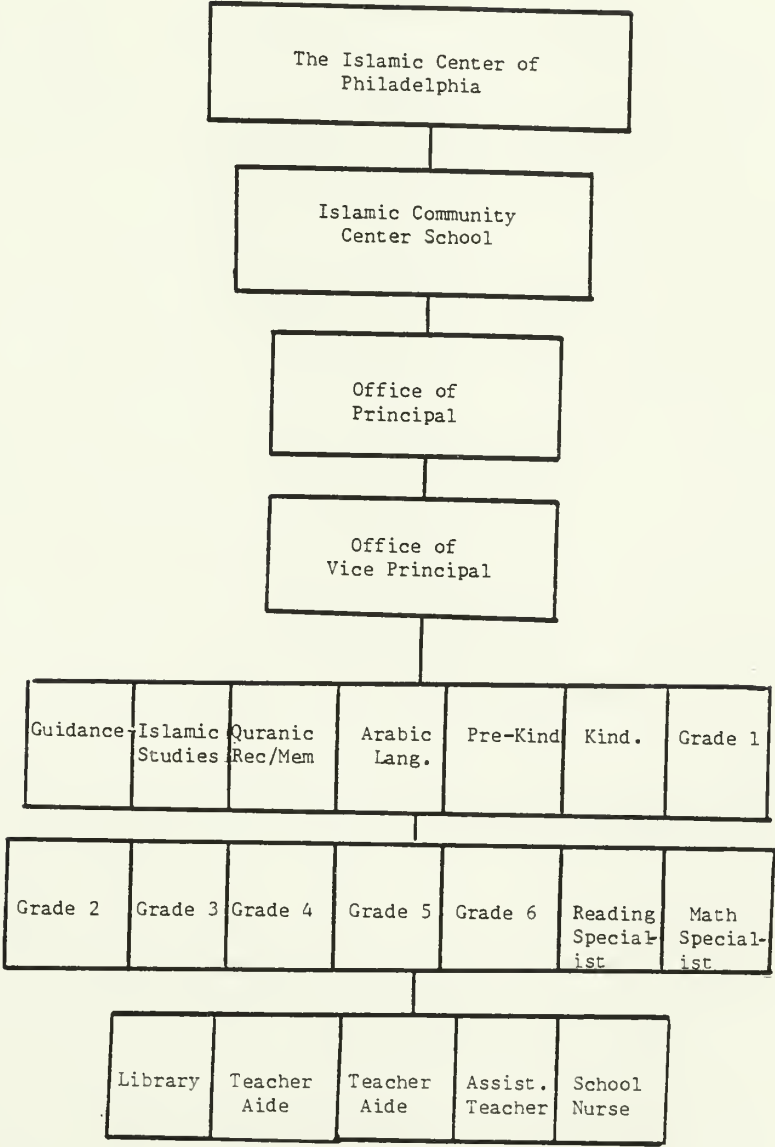 The Islamic Center of
Philadelphia
Islamic Community
Center School
Office of
Principal
Office of
Vice Principal
Guidance
Islamic
Studies
Quranic
Rec/Mem
Arabic
Lang.
Pre-Kind
Kind.
Grade 1
Grade 2
Grade 3
Grade 4
Grade 5
Grade 6
Reading
Special-
ist
Math
Special-
ist
Library
Teacher
Aide
Teacher
Aide
Assist.
Teacher
School
Nurse